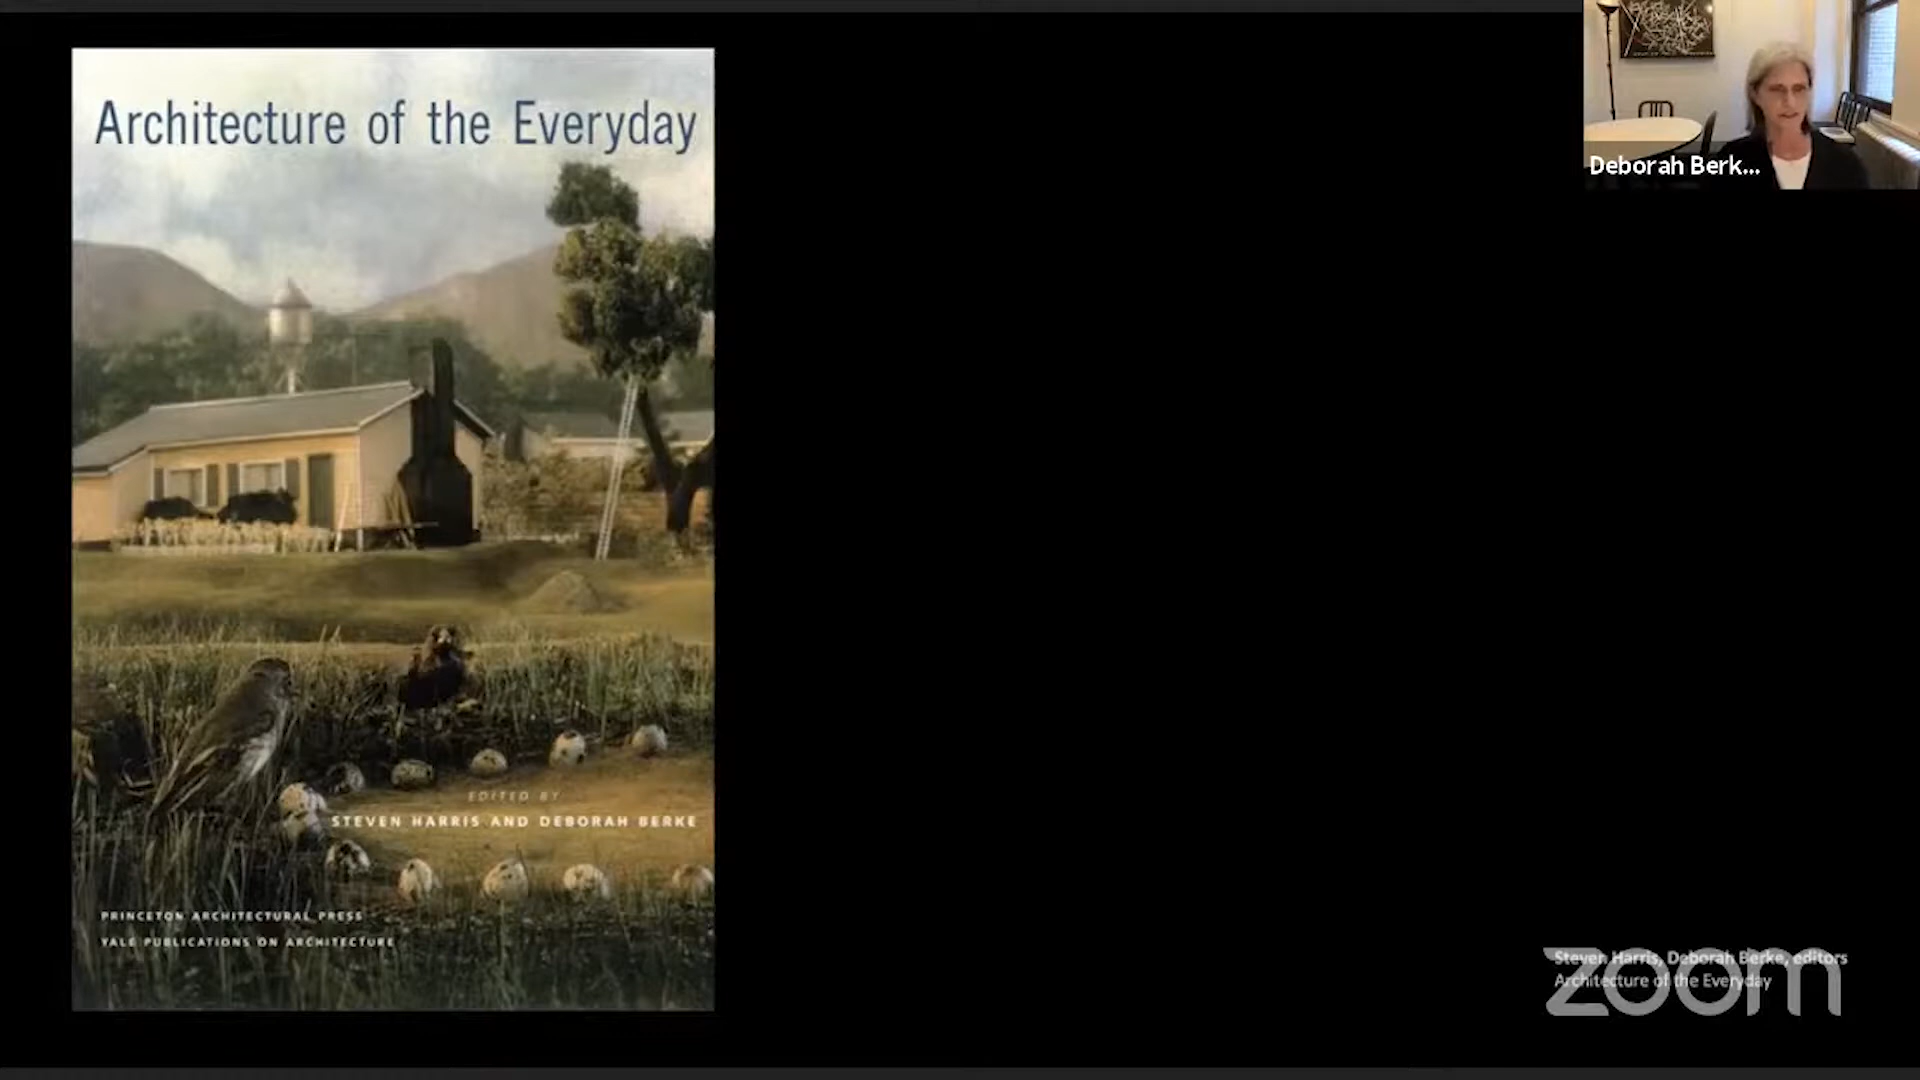 Architecture of the Everyday
Deborah Berk...
EDITED BY
STEVEN HARRIS AND DEBORAH BERKE
PRINCETON ARCHITECTURAL PRESS
YALE PUBLICATIONS ON ARCHITECTURE
Steven Harris, Deborah Berke, editors
Architecture of the Everyday
zoom